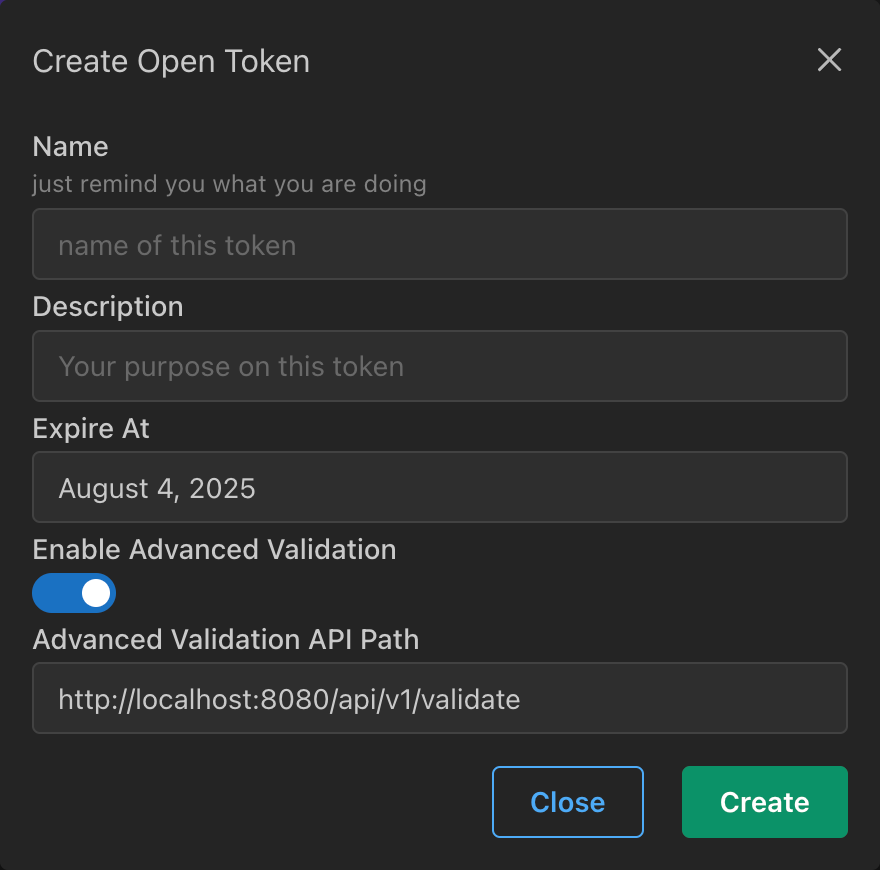 Create Open Token
Name
just remind you what you are doing
name of this token
Description
Your purpose on this token
Expire At
August 4, 2025
Enable Advanced Validation
Advanced Validation API Path
http://localhost:8080/api/v1/validate
Close
Create